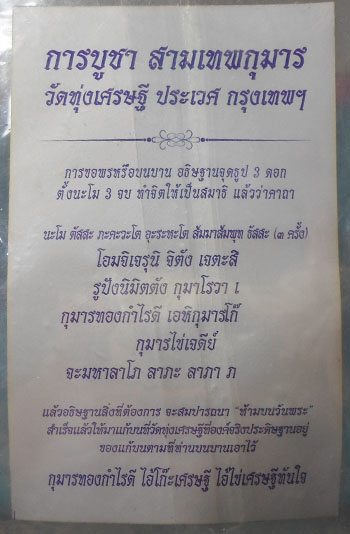 การบูชา สามเทพกุมาร
วัดทุ่งเศรษฐี ประเวศ กรุงเทพฯ
การขอพรหรือบนบาน อธิษฐานจุดธูป 3 ดอก
ตั้งนะโม 3 จบ ทำจิตให้เป็นสมาธิ แล้วว่าคาถา
นะโม ตัสสะ ภะคะวะโต อะระหะโต สัมมาสัมพุท ธัสสะ (๓ ครั้ง)
โอมจิเจรุนิ จิตัง เจตะสิ
รูปังนิมิตตัง กุมาโรวา เ
กุมารทองกำไรดี เอหิกุมารโก๊
กุมารไข่เจดีย์
จะมหาลาโภ ลาภะ ลาภา ภ
แล้วอธิษฐานสิ่งที่ต้องการ จะสมปารถนา "ห้ามบนวันพระ"
สำเร็จแล้วให้มาแก้บนที่วัดทุ่งเศรษฐีที่องค์จริงประดิษฐานอยู่
ของแก้บนตามที่ท่านบนบานเอาไว้
กุมารทองกำไรดี ไอ้โก๊ะเศรษฐี ไอ้ไข่เศรษฐีทันใจ